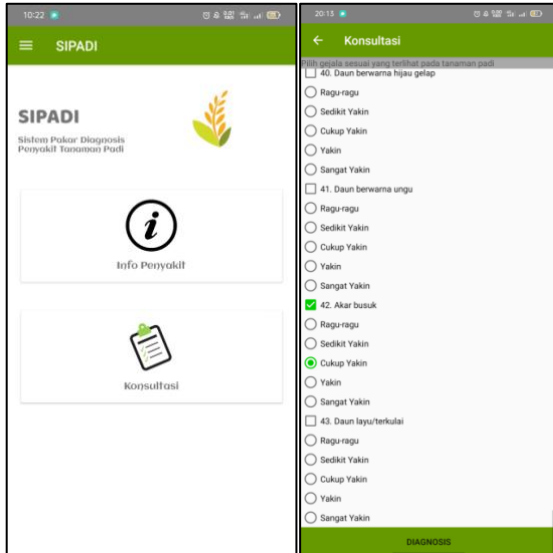 10:22
SIPADI
SIPADI
Sistem Pakar Diagnosis
Penyakit Tanaman Padi
Info Penyakit
Konsultasi
20:13
Konsultasi
Pilih gejala sesuai yang terlihat pada tanaman padi
40. Daun berwarna hijau gelap
Ragu-ragu
Sedikit Yakin
Cukup Yakin
Yakin
Sangat Yakin
41. Daun berwarna ungu
Ragu-ragu
Sedikit Yakin
Cukup Yakin
Yakin
Sangat Yakin
42. Akar busuk
Ragu-ragu
Sedikit Yakin
Cukup Yakin
Yakin
Sangat Yakin
43. Daun layu/terkulai
Ragu-ragu
Sedikit Yakin
Cukup Yakin
Yakin
Sangat Yakin
DIAGNOSIS